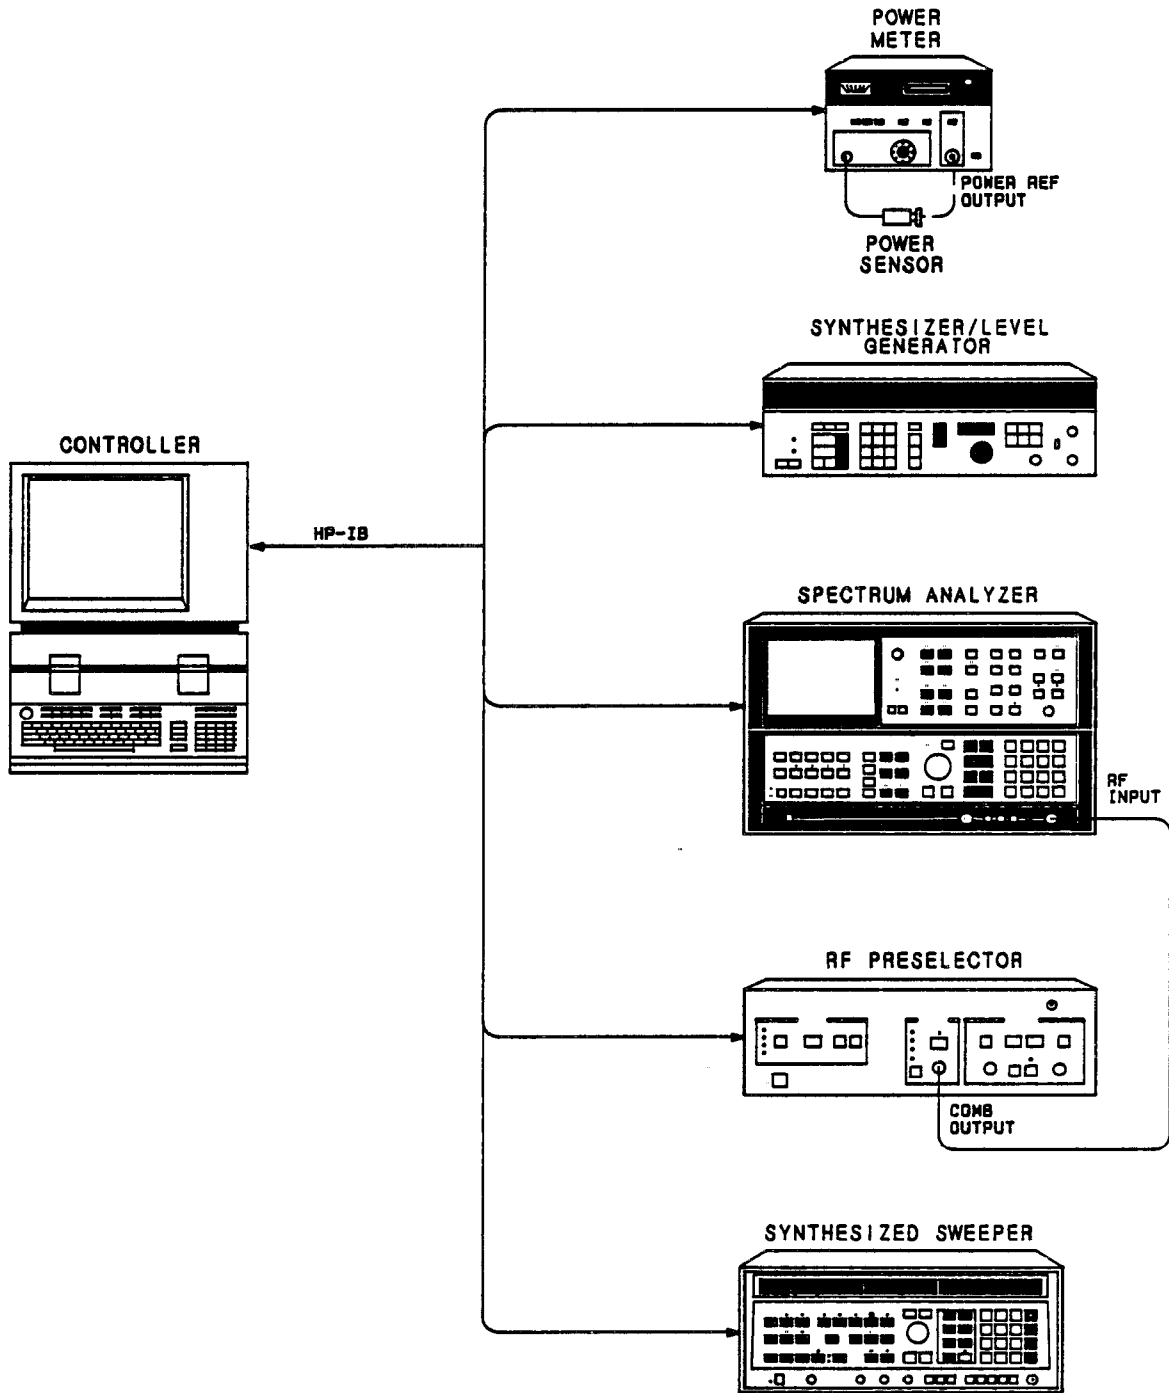 POWER
METER
POWER REF
OUTPUT
POWER
SENSOR
SYNTHESIZER/LEVEL
GENERATOR
CONTROLLER
HP-IB
SPECTRUM ANALYZER
RF
INPUT
RF PRESELECTOR
COMB
OUTPUT
SYNTHESIZED SWEEPER